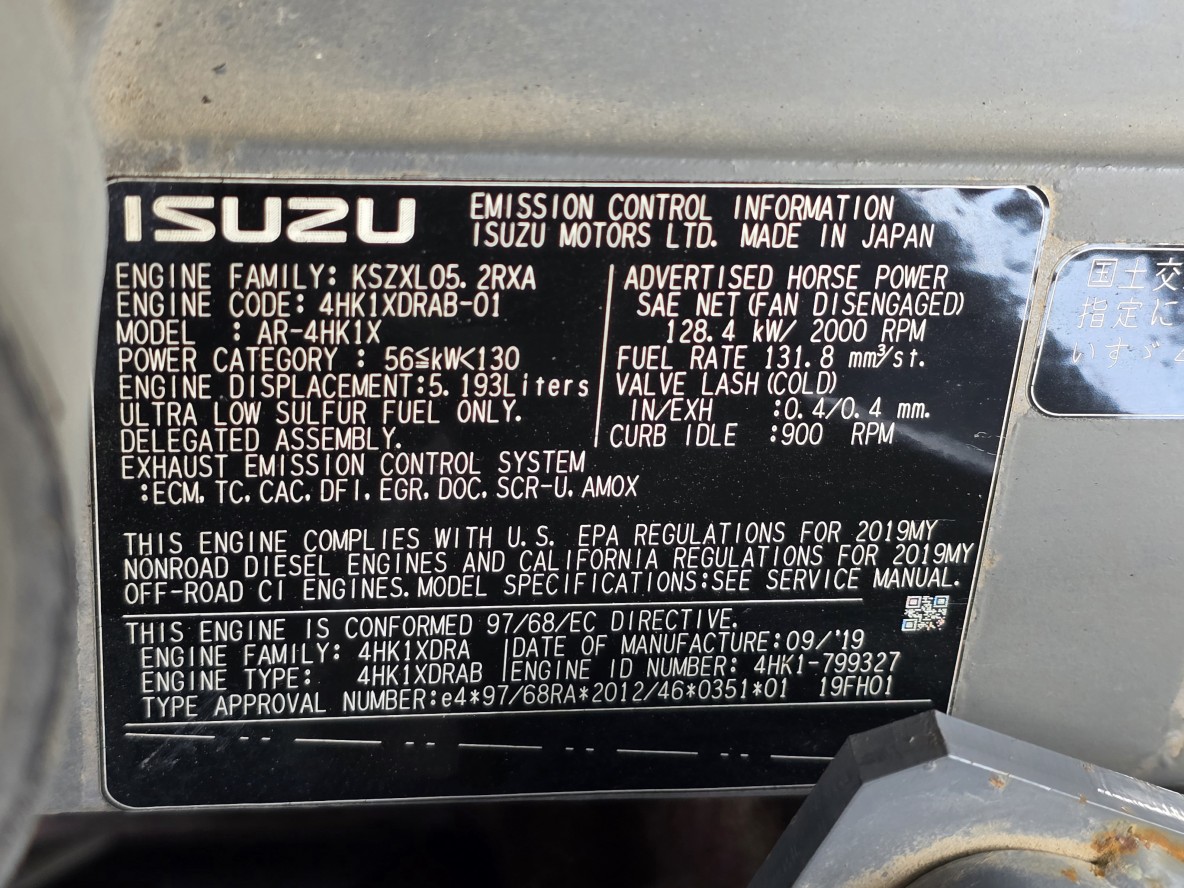 ISUZU
EMISSION CONTROL INFORMATION
ISUZU MOTORS LTD. MADE IN JAPAN
ENGINE FAMILY: KSZXL05. 2RXA
ENGINE CODE: 4HK1XDRAB-01
MODEL : AR-4HK1X
POWER CATEGORY : 56≦kW<130
ENGINE DISPLACEMENT:5. 193Liters
ULTRA LOW SULFUR FUEL ONLY.
DELEGATED ASSEMBLY.
EXHAUST EMISSION CONTROL SYSTEM
:ECM, TC, CAC, DFI, EGR, DOC, SCR-U, AMOX
ADVERTISED HORSE POWER
SAE NET (FAN DISENGAGED)
128.4 kW/ 2000 RPM
FUEL RATE 131.8 mm³/st.
VALVE LASH (COLD)
IN/EXH :0.4/0.4 mm.
CURB IDLE :900 RPM
THIS ENGINE COMPLIES WITH U.S. EPA REGULATIONS FOR 2019MY
NONROAD DIESEL ENGINES AND CALIFORNIA REGULATIONS FOR 2019MY
OFF-ROAD CI ENGINES. MODEL SPECIFICATIONS:SEE SERVICE MANUAL.
THIS ENGINE IS CONFORMED 97/68/EC DIRECTIVE.
ENGINE FAMILY: 4HK1XDRA
ENGINE TYPE: 4HK1XDRAB
DATE OF MANUFACTURE:09/'19
ENGINE ID NUMBER: 4HK1-799327
TYPE APPROVAL NUMBER:e4*97/68RA*2012/46*0351*01 19FH01
国土交
指定に
いすゞ